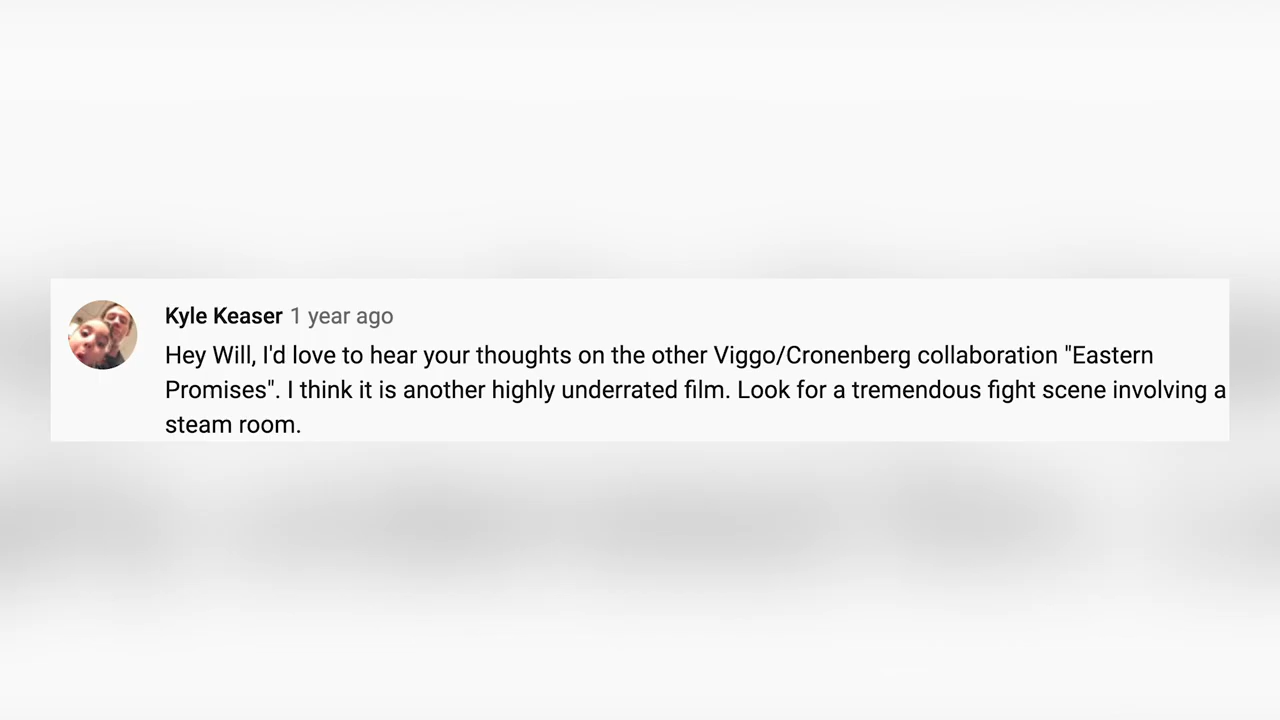 Kyle Keaser 1 year ago
Hey Will, I'd love to hear your thoughts on the other Viggo/Cronenberg collaboration "Eastern
Promises". I think it is another highly underrated film. Look for a tremendous fight scene involving a
steam room.